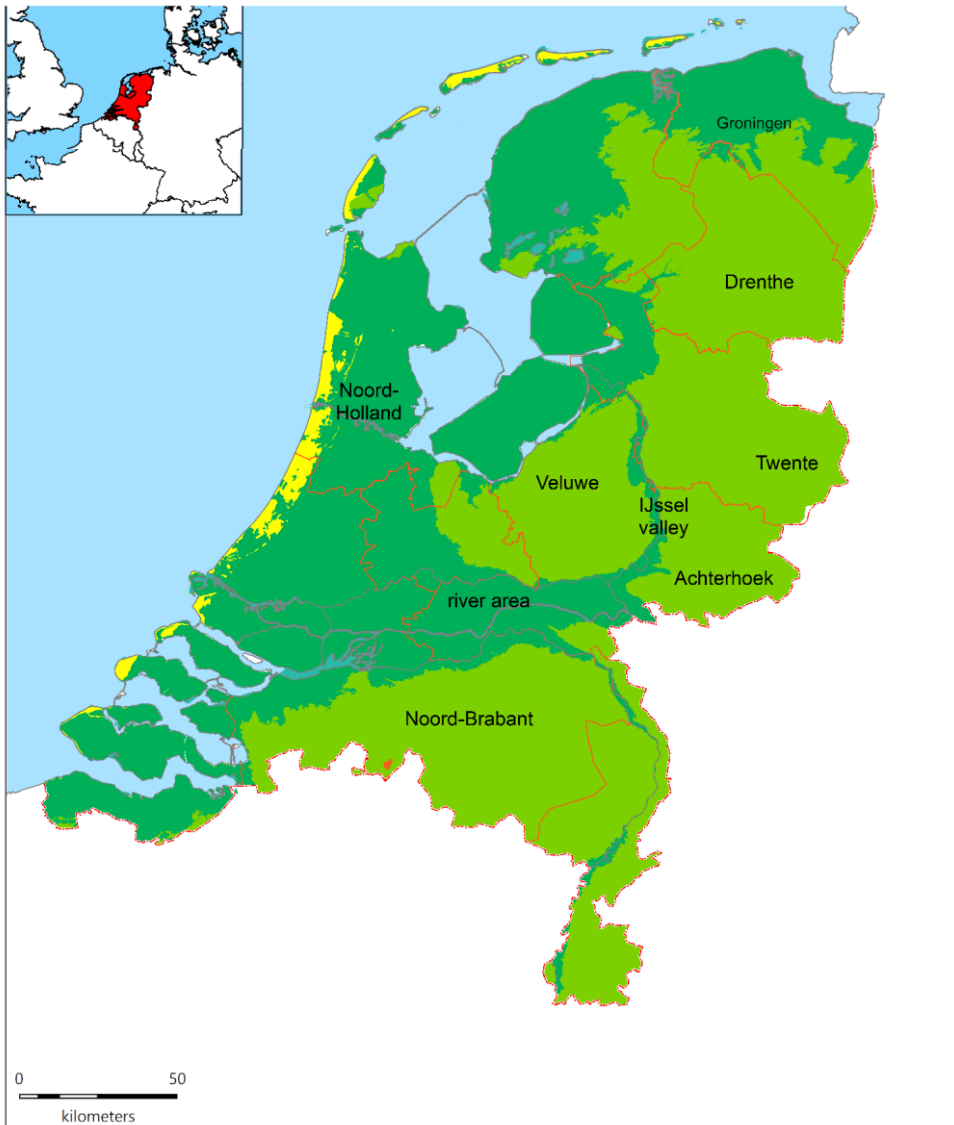 Groningen
Drenthe
Noord-
Holland
Twente
Veluwe
IJssel
valley
Achterhoek
river area
Noord-Brabant
0 50
kilometers